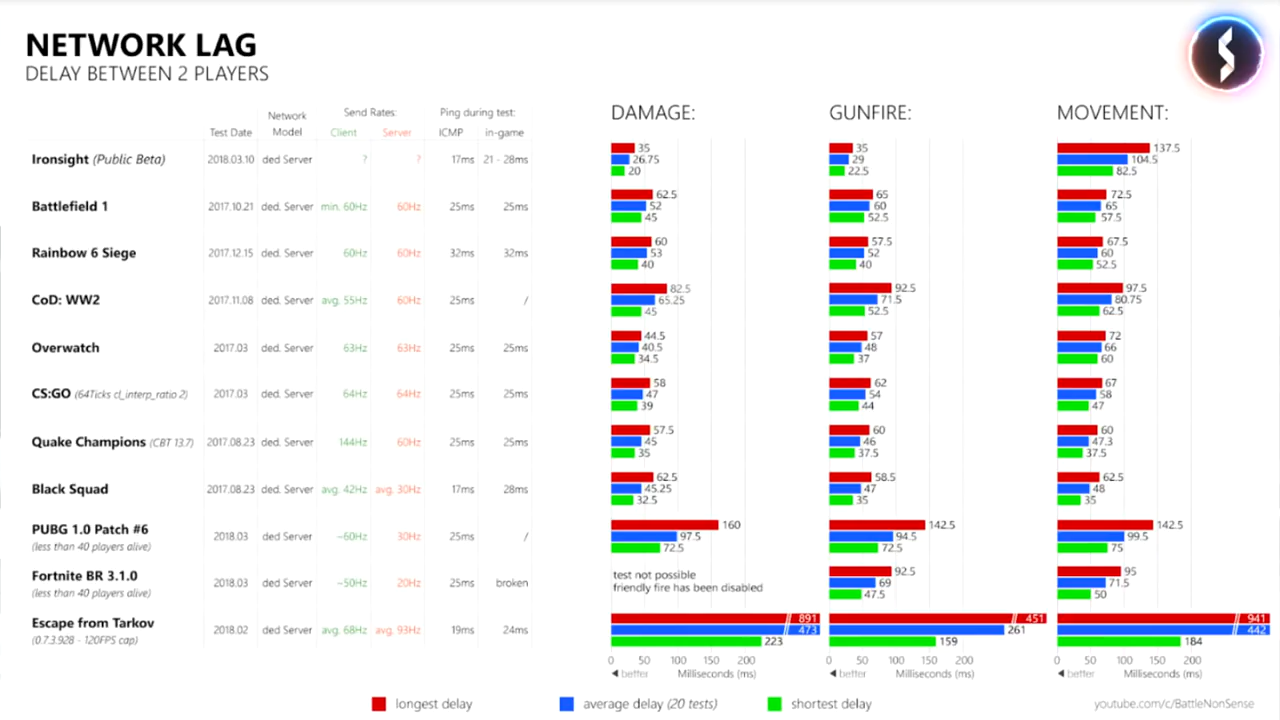 NETWORK LAG
DELAY BETWEEN 2 PLAYERS
DAMAGE: GUNFIRE: MOVEMENT:
Network Send Rates: Ping during test:
Test Date Model Client Server ICMP in-game
Ironsight (Public Beta) 2018.03.10 ded Server ? ? 17ms 21 - 28ms
35 35 137.5
26.75 29 104.5
20 22.5 82.5
Battlefield 1 2017.10.21 ded. Server min. 60Hz 60Hz 25ms 25ms
62.5 65 72.5
52 60 65
45 52.5 57.5
Rainbow 6 Siege 2017.12.15 ded. Server 60Hz 60Hz 32ms 32ms
60 57.5 67.5
53 52 60
40 40 52.5
CoD: WW2 2017.11.08 ded. Server avg. 55Hz 60Hz 25ms /
82.5 92.5 97.5
65.25 71.5 80.75
45 52.5 62.5
Overwatch 2017.03 ded. Server 63Hz 63Hz 25ms 25ms
44.5 57 72
40.5 48 66
34.5 37 60
CS:GO (64Ticks cl_interp_ratio 2) 2017.03 ded. Server 64Hz 64Hz 25ms 25ms
58 62 67
47 54 58
39 44 47
Quake Champions (CBT 13.7) 2017.08.23 ded. Server 144Hz 60Hz 25ms 25ms
57.5 60 60
45 46 47.3
35 37.5 37.5
Black Squad 2017.08.23 ded. Server avg. 42Hz avg. 30Hz 17ms 28ms
62.5 58.5 62.5
45.25 47 48
32.5 35 35
PUBG 1.0 Patch #6 2018.03 ded Server ~60Hz 30Hz 25ms /
(less than 40 players alive)
160 142.5 142.5
97.5 94.5 99.5
72.5 72.5 75
Fortnite BR 3.1.0 2018.03 ded Server ~50Hz 20Hz 25ms broken
(less than 40 players alive)
test not possible
friendly fire has been disabled
92.5 95
69 71.5
47.5 50
Escape from Tarkov 2018.02 ded Server avg. 68Hz avg. 93Hz 19ms 24ms
(0.7.3.928 - 120FPS cap)
891 451 941
473 261 442
223 159 184
0 50 100 150 200 0 50 100 150 200 0 50 100 150 200
◄ better Milliseconds (ms) ◄ better Milliseconds (ms) ◄ better Milliseconds (ms)
longest delay average delay (20 tests) shortest delay youtube.com/c/BattleNonSense